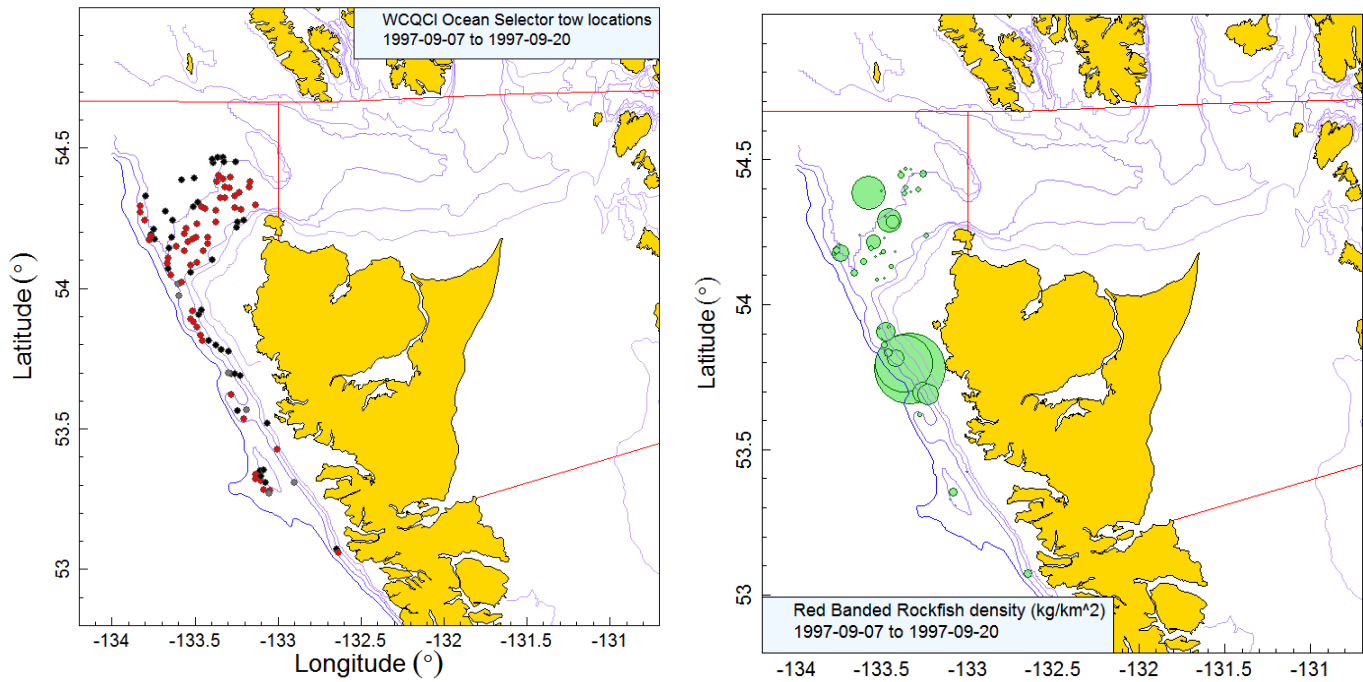 WCQCI Ocean Selector tow locations
1997-09-07 to 1997-09-20
Latitude (°)
54.5
54
53.5
53
-134 -133.5 -133 -132.5 -132 -131.5 -131
Longitude (°)
Latitude (°)
54.5
54
53.5
53
Red Banded Rockfish density (kg/km^2)
1997-09-07 to 1997-09-20
-134 -133.5 -133 -132.5 -132 -131.5 -131